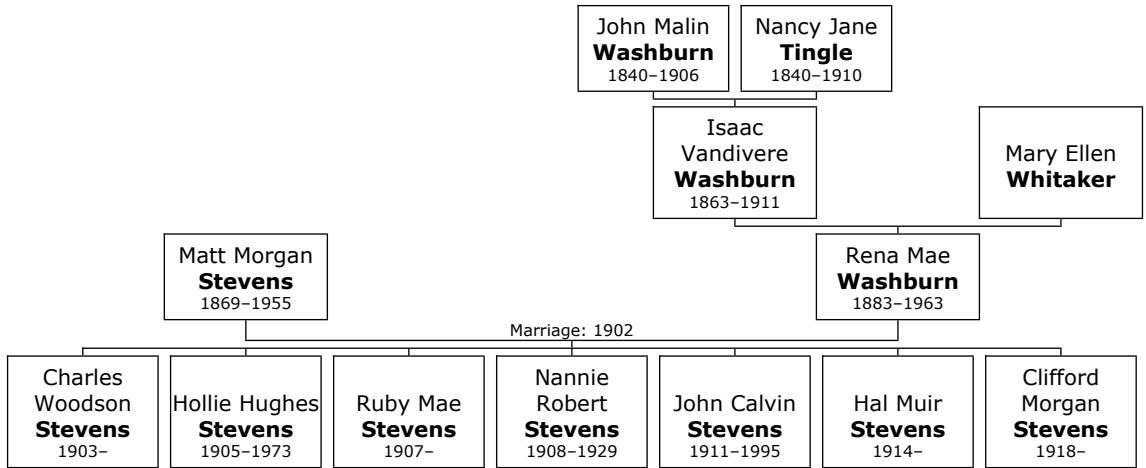 John Malin
Washburn
1840–1906
Nancy Jane
Tingle
1840–1910
Isaac
Vandivere
Washburn
1863–1911
Mary Ellen
Whitaker
Matt Morgan
Stevens
1869–1955
Rena Mae
Washburn
1883–1963
Marriage: 1902
Charles
Woodson
Stevens
1903–
Hollie Hughes
Stevens
1905–1973
Ruby Mae
Stevens
1907–
Nannie
Robert
Stevens
1908–1929
John Calvin
Stevens
1911–1995
Hal Muir
Stevens
1914–
Clifford
Morgan
Stevens
1918–